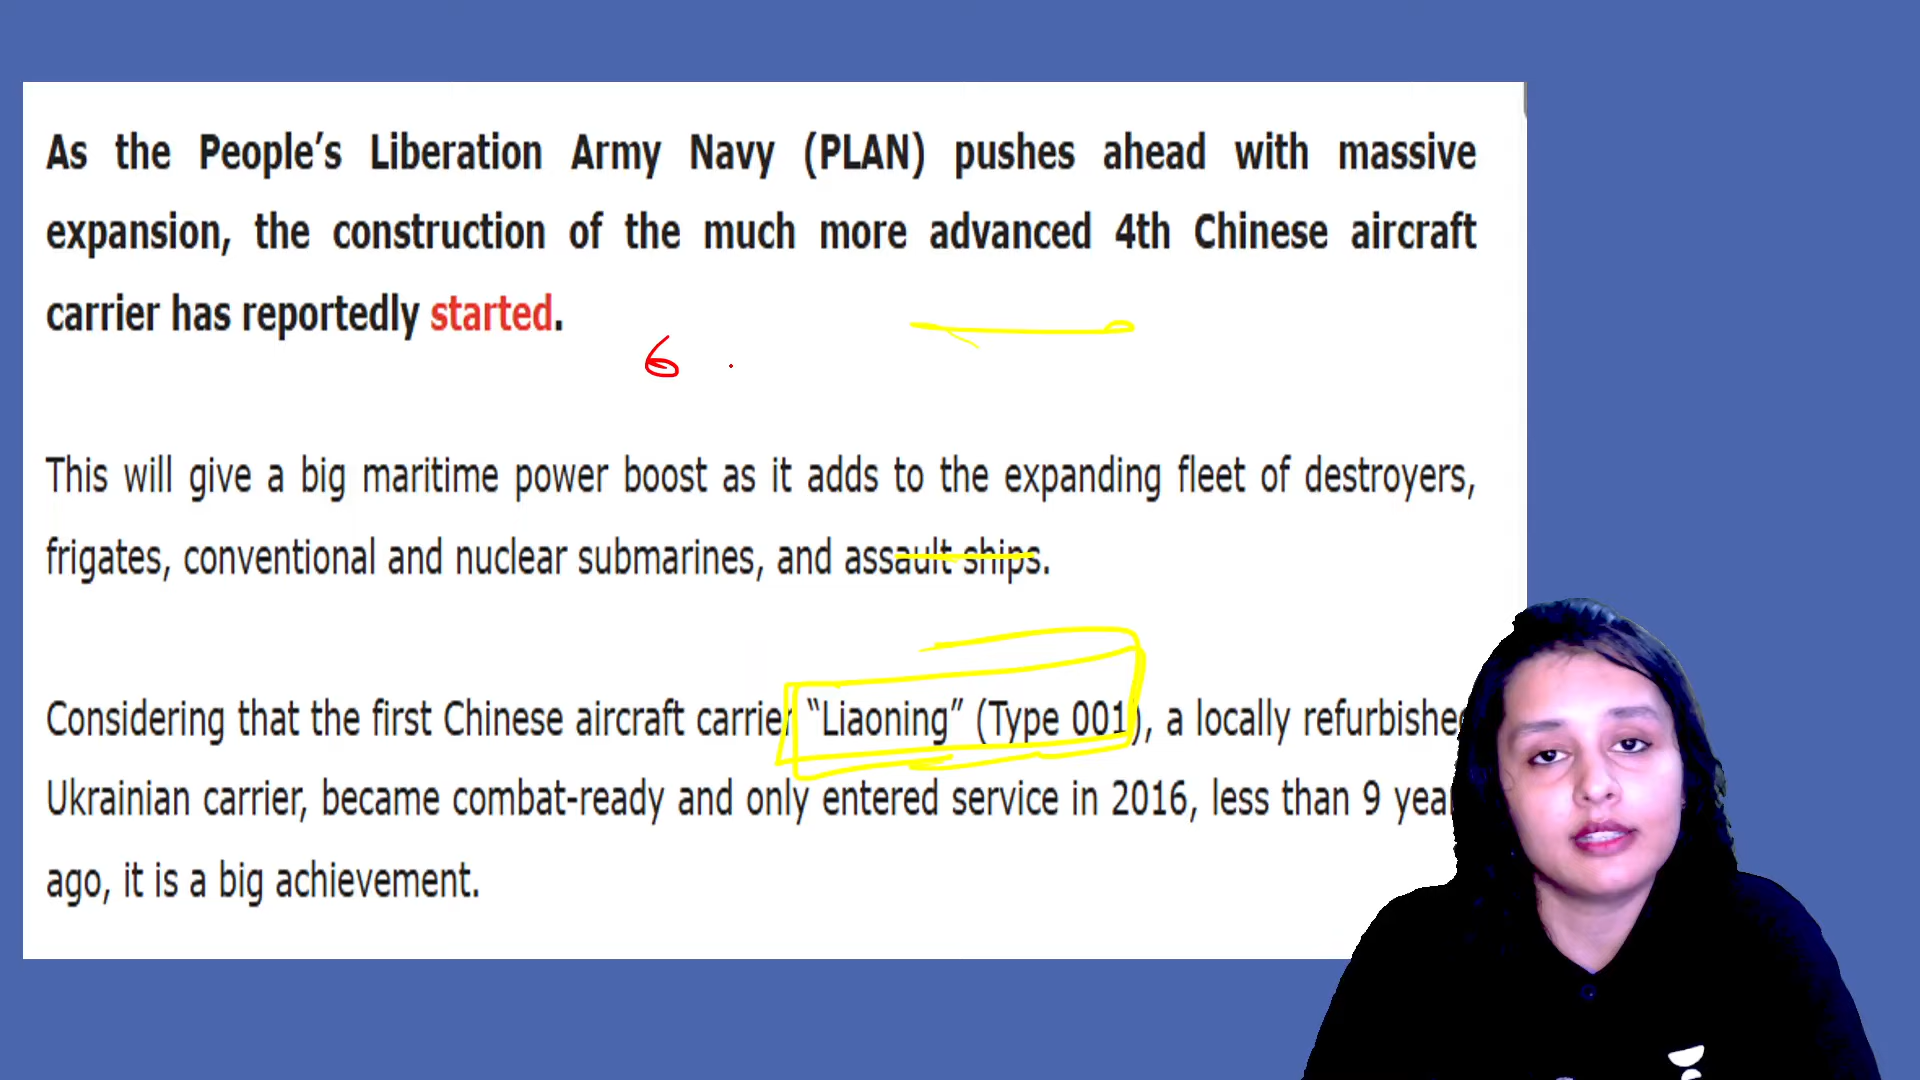 As the People’s Liberation Army Navy (PLAN) pushes ahead with massive
expansion, the construction of the much more advanced 4th Chinese aircraft
carrier has reportedly started.
6
This will give a big maritime power boost as it adds to the expanding fleet of destroyers,
frigates, conventional and nuclear submarines, and assault ships.
Considering that the first Chinese aircraft carrier “Liaoning” (Type 001), a locally refurbished
Ukrainian carrier, became combat-ready and only entered service in 2016, less than 9 years
ago, it is a big achievement.